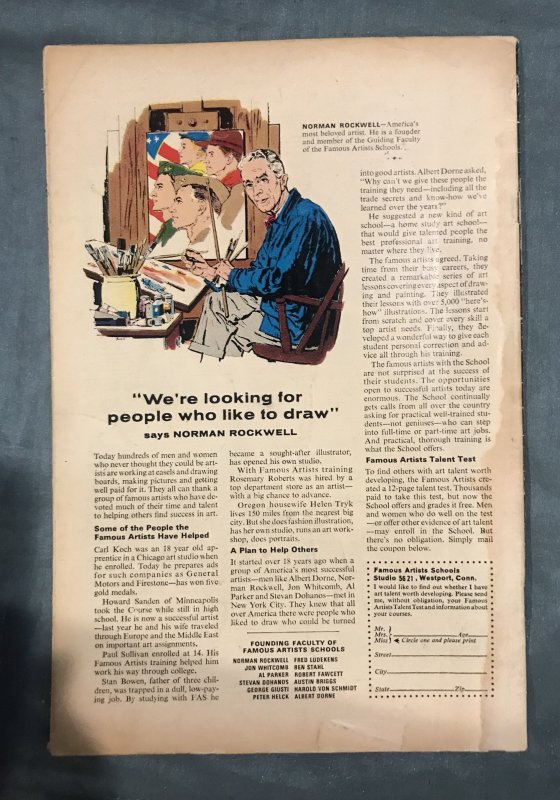 NORMAN ROCKWELL—America's
most beloved artist. He is a founder
and member of the Guiding Faculty
of the Famous Artists Schools.
"We're looking for
people who like to draw"
says NORMAN ROCKWELL
Today hundreds of men and women
who never thought they could be art-
ists are working at easels and drawing
boards, making pictures and getting
well paid for it. They all can thank a
group of famous artists who have de-
voted much of their time and talent
to helping others find success in art.
Some of the People the
Famous Artists Have Helped
Carl Koch was an 18 year old ap-
prentice in a Chicago art studio when
he enrolled. Today he prepares ads
for such companies as General
Motors and Firestone—has won five
gold medals.
Howard Sanden of Minneapolis
took the Course while still in high
school. He is now a successful artist
—last year he and his wife traveled
through Europe and the Middle East
on important art assignments.
Paul Sullivan enrolled at 14. His
Famous Artists training helped him
work his way through college.
Stan Bowen, father of three chil-
dren, was trapped in a dull, low-pay-
ing job. By studying with FAS he
became a sought-after illustrator,
has opened his own studio.
With Famous Artists training
Rosemary Roberts was hired by a
top department store as an artist—
with a big chance to advance.
Oregon housewife Helen Tryk
lives 150 miles from the nearest big
city. But she does fashion illustration,
has her own studio, runs an art work-
shop, does portraits.
A Plan to Help Others
It started over 18 years ago when a
group of America's most successful
artists—men like Albert Dorne, Nor-
man Rockwell, Jon Whitcomb, Al
Parker and Stevan Dohanos—met in
New York City. They knew that all
over America there were people who
liked to draw who could be turned
FOUNDING FACULTY OF
FAMOUS ARTISTS SCHOOLS
NORMAN ROCKWELL FRED LUDEKENS
JON WHITCOMB BEN STAHL
AL PARKER ROBERT FAWCETT
STEVAN DOHANOS AUSTIN BRIGGS
GEORGE GIUSTI HAROLD VON SCHMIDT
PETER HELCK ALBERT DORNE
into good artists. Albert Dorne asked,
"Why can't we give these people the
training they need—including all the
trade secrets and know-how we've
learned over the years?"
He suggested a new kind of art
school—a home study art school—
that would give talented people the
best professional art training, no
matter where they live.
The famous artists agreed. Taking
time from their busy careers, they
created a remarkable series of art
lessons covering every aspect of draw-
ing and painting. They illustrated
their lessons with over 5,000 "here's-
how" illustrations. The lessons start
from scratch and cover every skill a
top artist needs. Finally, they de-
veloped a wonderful way to give each
student personal correction and ad-
vice all through his training.
The famous artists with the School
are not surprised at the success of
their students. The opportunities
open to successful artists today are
enormous. The School continually
gets calls from all over the country
asking for practical well-trained stu-
dents—not geniuses—who can step
into full-time or part-time art jobs.
And practical, thorough training is
what the School offers.
Famous Artists Talent Test
To find others with art talent worth
developing, the Famous Artists cre-
ated a 12-page talent test. Thousands
paid to take this test, but now the
School offers and grades it free. Men
and women who do well on the test
—or offer other evidence of art talent
—may enroll in the School. But
there's no obligation. Simply mail
the coupon below.
Famous Artists Schools
Studio 5621, Westport, Conn.
I would like to find out whether I have
art talent worth developing. Please send
me, without obligation, your Famous
Artists Talent Test and information about
your courses.
Mr.
Mrs. Age
Miss Circle one and please print
Street
City
State Zip